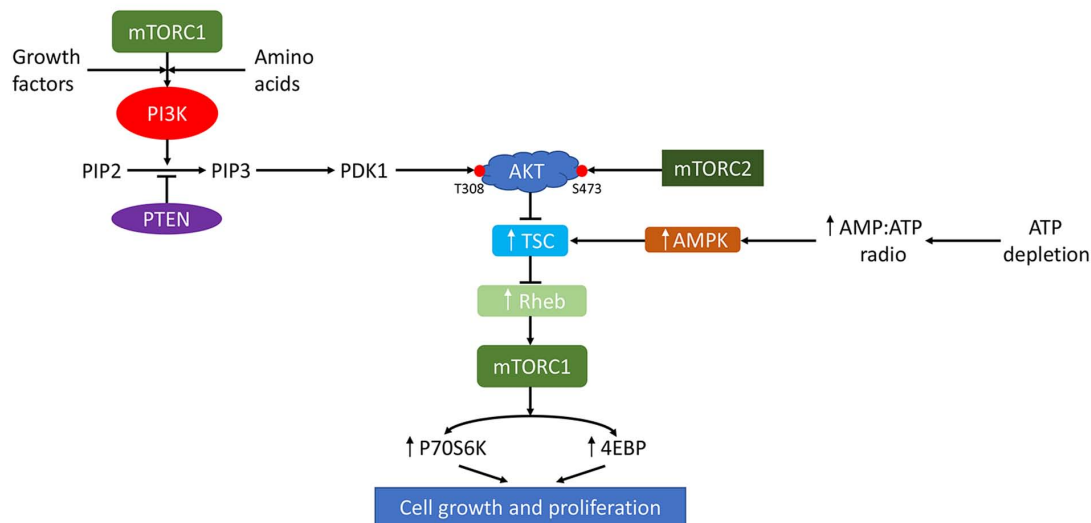 mTORC1
Growth
factors
Amino
acids
PI3K
PIP2
PIP3
PDK1
AKT
T308
S473
mTORC2
PTEN
↑ TSC
↑ AMPK
↑ AMP:ATP
radio
ATP
depletion
↑ Rheb
mTORC1
↑ P70S6K
↑ 4EBP
Cell growth and proliferation